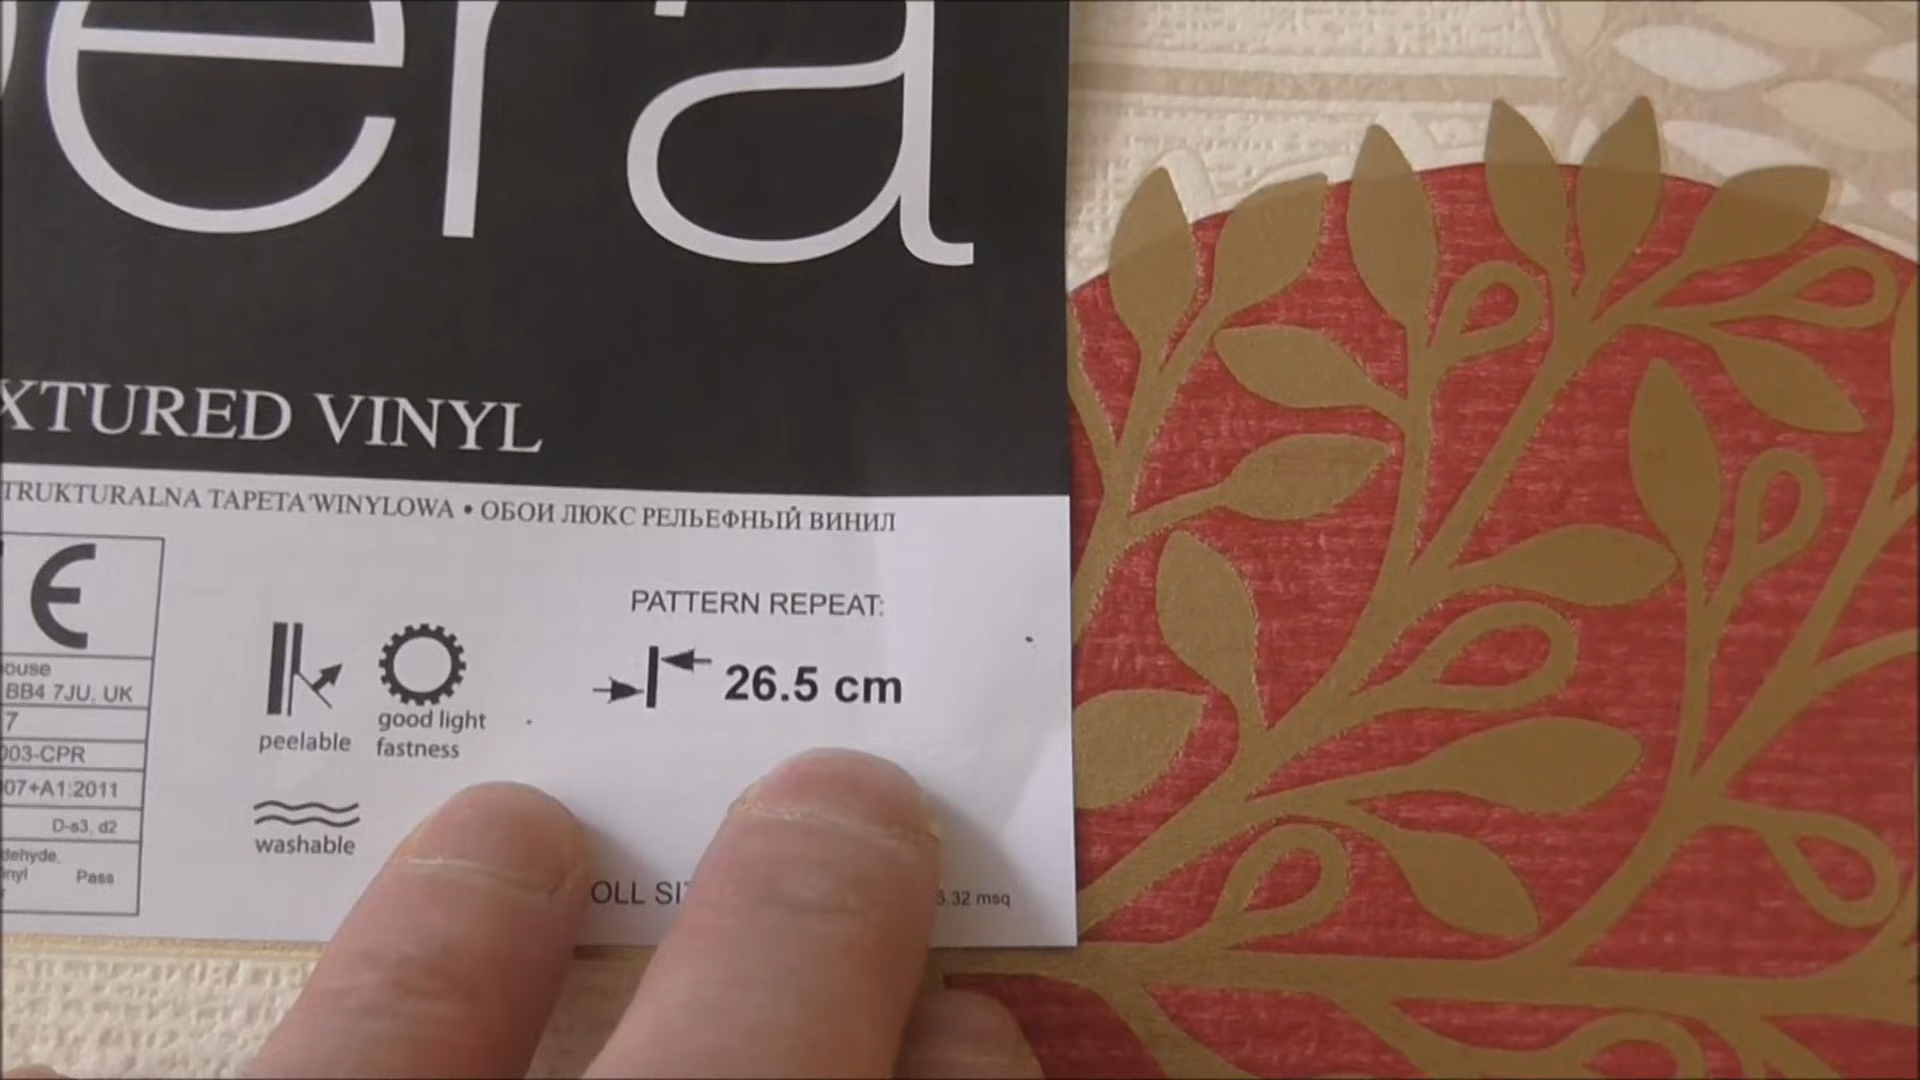 era
XTURED VINYL
TRUKTURALNA TAPETA WINYLOWA • ОБОИ ЛЮКС РЕЛЬЕФНЫЙ ВИНИЛ
CE
ouse
BB4 7JU, UK
7
003-CPR
07+A1:2011
D-s3, d2
dehyde,
inyl Pass
peelable
good light
fastness
washable
PATTERN REPEAT:
26.5 cm
OLL SI
5.32 msq